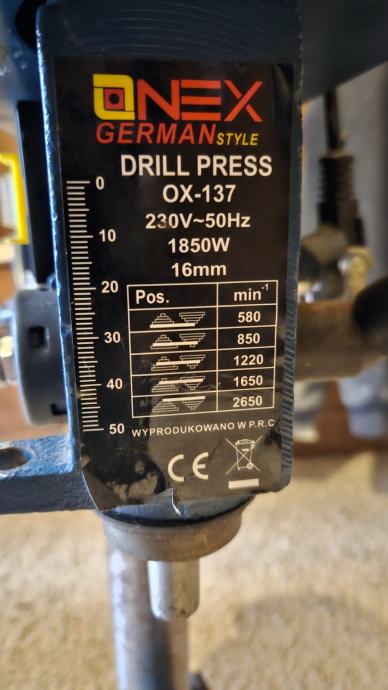 ONEX
GERMAN STYLE
DRILL PRESS
OX-137
230V~50Hz
1850W
16mm
0
10
20
30
40
50
Pos. min⁻¹
580
850
1220
1650
2650
WYPRODUKOWANO W P.R.C
CE